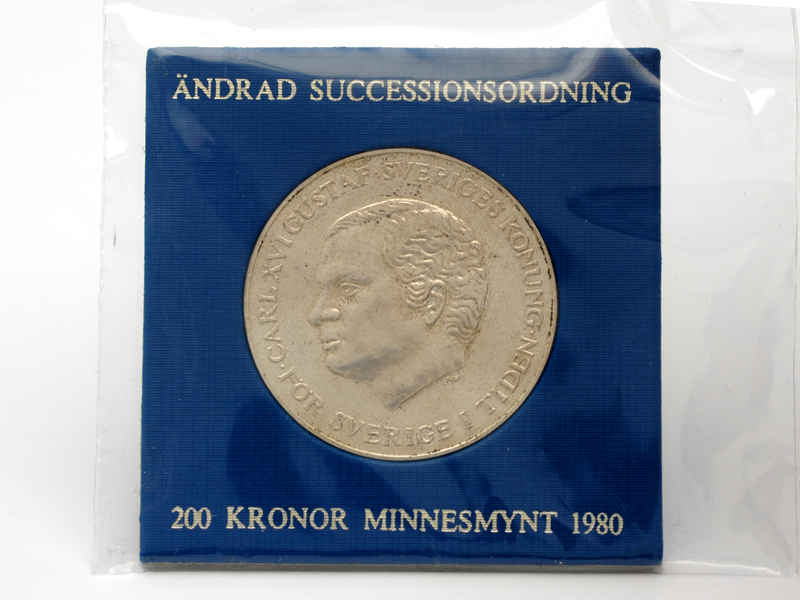 ÄNDRAD SUCCESSIONSORDNING
CARL XVI GUSTAF · SVERIGES KONUNG ·
· FÖR SVERIGE I TIDEN ·
200 KRONOR MINNESMYNT 1980